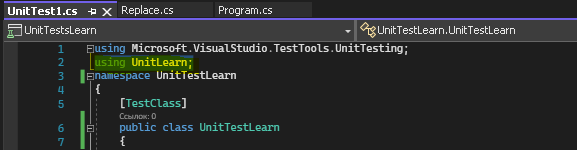 UnitTest1.cs Replace.cs Program.cs
UnitTestsLearn UnitTestLearn.UnitTestLearn
1 using Microsoft.VisualStudio.TestTools.UnitTesting;
2 using UnitLearn;
3 namespace UnitTestLearn
4 {
5 [TestClass]
Ссылок: 0
6 public class UnitTestLearn
7 {